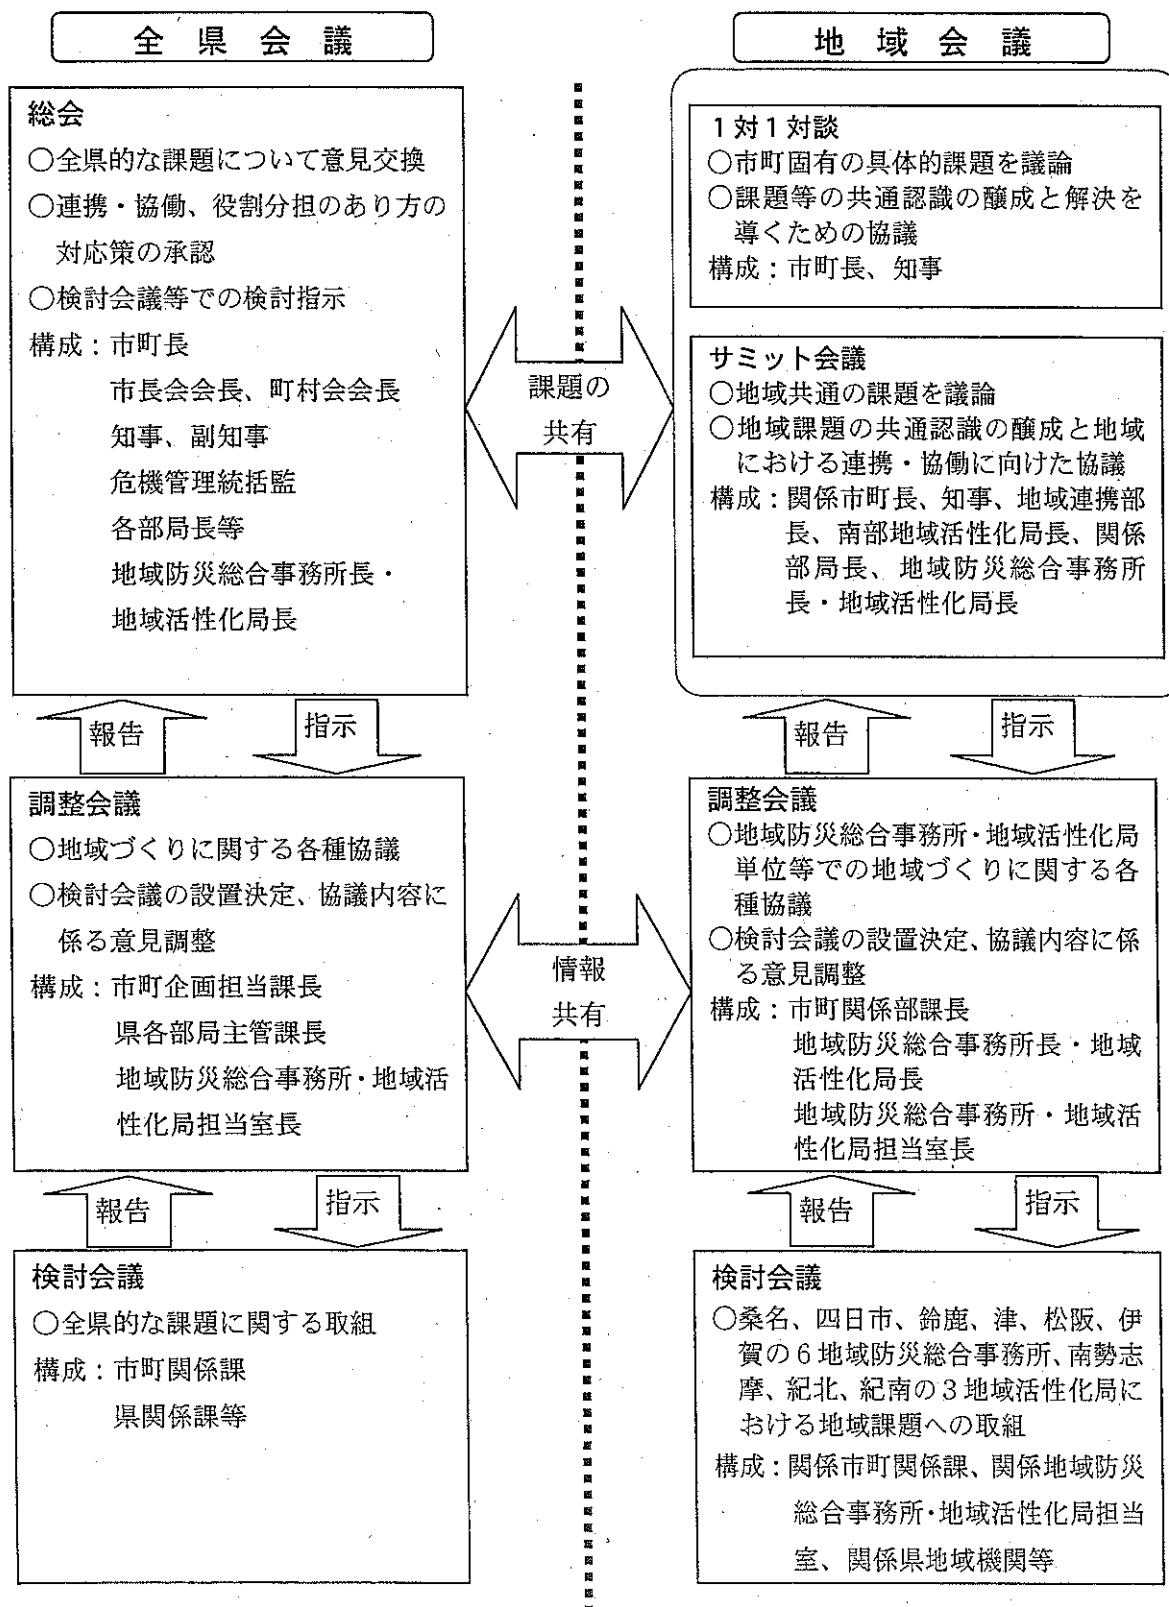 全県会議
総会
○全県的な課題について意見交換
○連携・協働、役割分担のあり方の
対応策の承認
○検討会議等での検討指示
構成：市町長
市長会会長、町村会会長
知事、副知事
危機管理統括監
各部局長等
地域防災総合事務所長・
地域活性化局長
報告
指示
調整会議
○地域づくりに関する各種協議
○検討会議の設置決定、協議内容に
係る意見調整
構成：市町企画担当課長
県各部局主管課長
地域防災総合事務所・地域活
性化局担当室長
報告
指示
検討会議
○全県的な課題に関する取組
構成：市町関係課
県関係課等
課題の
共有
情報
共有
地域会議
1対1対談
○市町固有の具体的課題を議論
○課題等の共通認識の醸成と解決を
導くための協議
構成：市町長、知事
サミット会議
○地域共通の課題を議論
○地域課題の共通認識の醸成と地域
における連携・協働に向けた協議
構成：関係市町長、知事、地域連携部
長、南部地域活性化局長、関係
部局長、地域防災総合事務所
長・地域活性化局長
報告
指示
調整会議
○地域防災総合事務所・地域活性化局
単位等での地域づくりに関する各
種協議
○検討会議の設置決定、協議内容に係
る意見調整
構成：市町関係部課長
地域防災総合事務所長・地域
活性化局長
地域防災総合事務所・地域活
性化局担当室長
報告
指示
検討会議
○桑名、四日市、鈴鹿、津、松阪、伊
賀の6地域防災総合事務所、南勢志
摩、紀北、紀南の3地域活性化局に
おける地域課題への取組
構成：関係市町関係課、関係地域防災
総合事務所・地域活性化局担当
室、関係県地域機関等